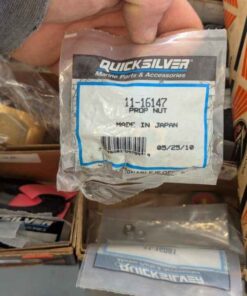 QUICKSILVER
Marine Parts & Accessories
11-16147
PROP NUT
MADE IN JAPAN
05/25/10
QUICKSILVER